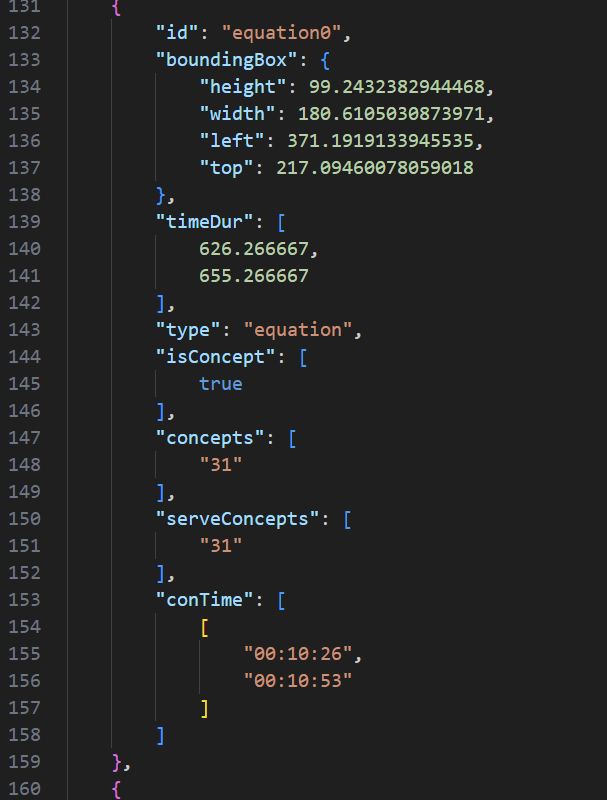 131 {
132 "id": "equation0",
133 "boundingBox": {
134 "height": 99.2432382944468,
135 "width": 180.6105030873971,
136 "left": 371.1919133945535,
137 "top": 217.09460078059018
138 },
139 "timeDur": [
140 626.266667,
141 655.266667
142 ],
143 "type": "equation",
144 "isConcept": [
145 true
146 ],
147 "concepts": [
148 "31"
149 ],
150 "serveConcepts": [
151 "31"
152 ],
153 "conTime": [
154 [
155 "00:10:26",
156 "00:10:53"
157 ]
158 ]
159 },
160 {